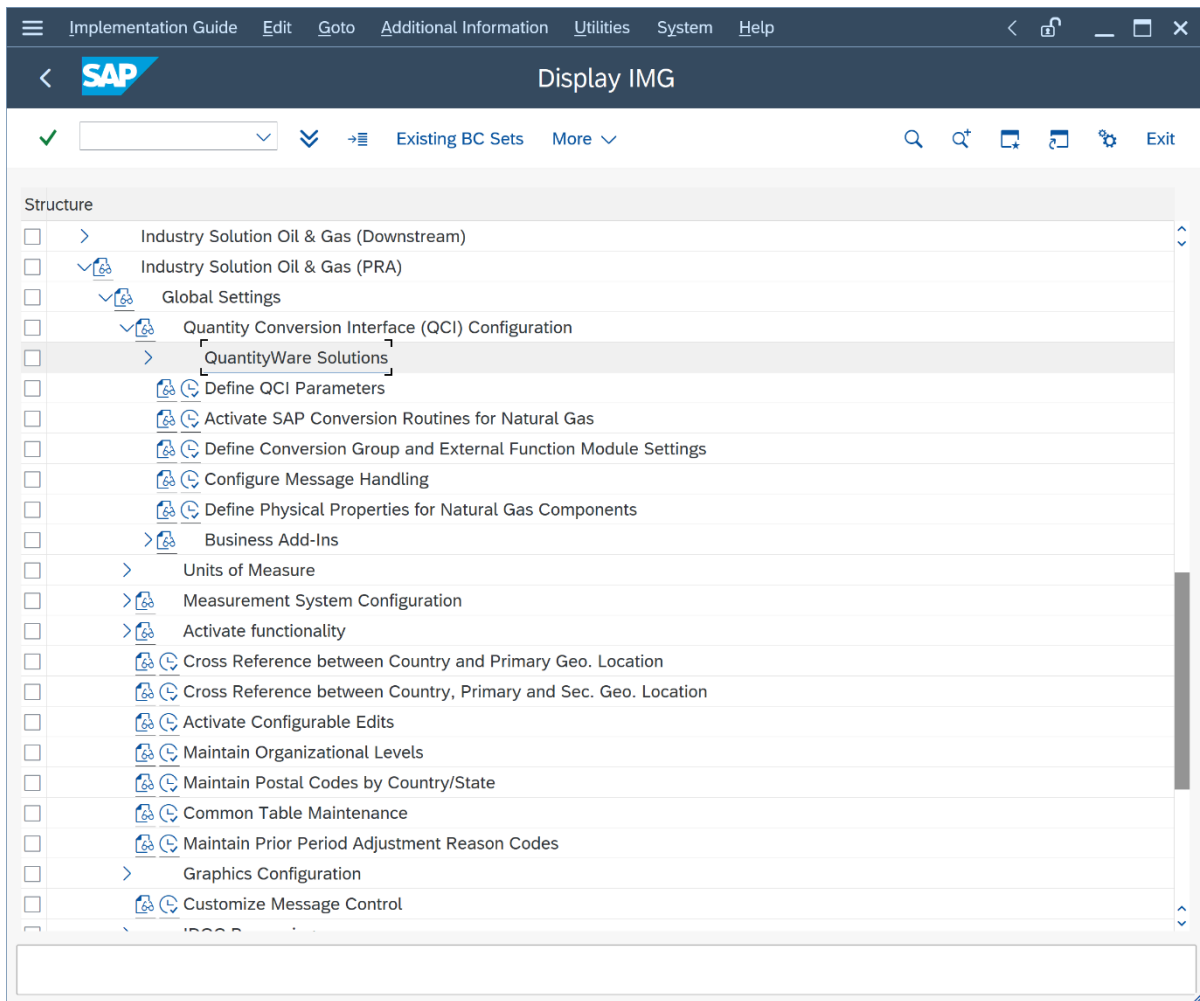 Implementation Guide Edit Goto Additional Information Utilities System Help
SAP Display IMG
Existing BC Sets More Exit
Structure
Industry Solution Oil & Gas (Downstream)
Industry Solution Oil & Gas (PRA)
Global Settings
Quantity Conversion Interface (QCI) Configuration
QuantityWare Solutions
Define QCI Parameters
Activate SAP Conversion Routines for Natural Gas
Define Conversion Group and External Function Module Settings
Configure Message Handling
Define Physical Properties for Natural Gas Components
Business Add-Ins
Units of Measure
Measurement System Configuration
Activate functionality
Cross Reference between Country and Primary Geo. Location
Cross Reference between Country, Primary and Sec. Geo. Location
Activate Configurable Edits
Maintain Organizational Levels
Maintain Postal Codes by Country/State
Common Table Maintenance
Maintain Prior Period Adjustment Reason Codes
Graphics Configuration
Customize Message Control